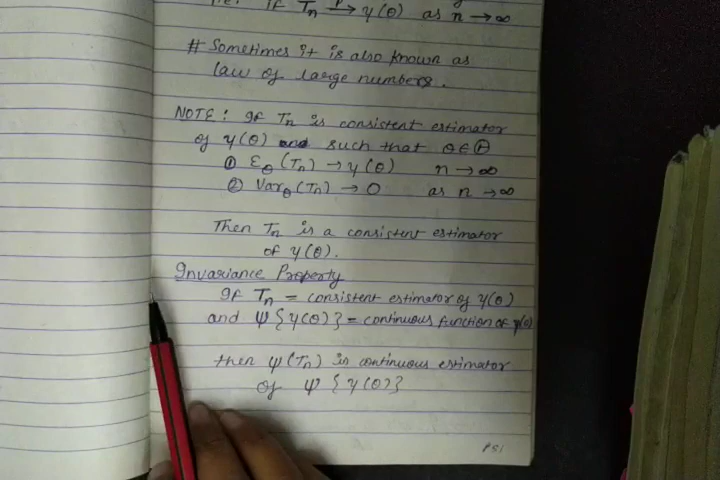 i.e. if Tn →P γ(θ) as n→∞
# Sometimes it is also known as
law of large numbers.
NOTE: If Tn is consistent estimator
of γ(θ) and such that θ∈Θ
① Eθ(Tn)→γ(θ) n→∞
② Varθ(Tn)→0 as n→∞
Then Tn is a consistent estimator
of γ(θ).
Invariance Property
If Tn = consistent estimator of γ(θ)
and ψ{γ(θ)} = continuous function of γ(θ)
then ψ(Tn) is continuous estimator
of ψ{γ(θ)}
PSI